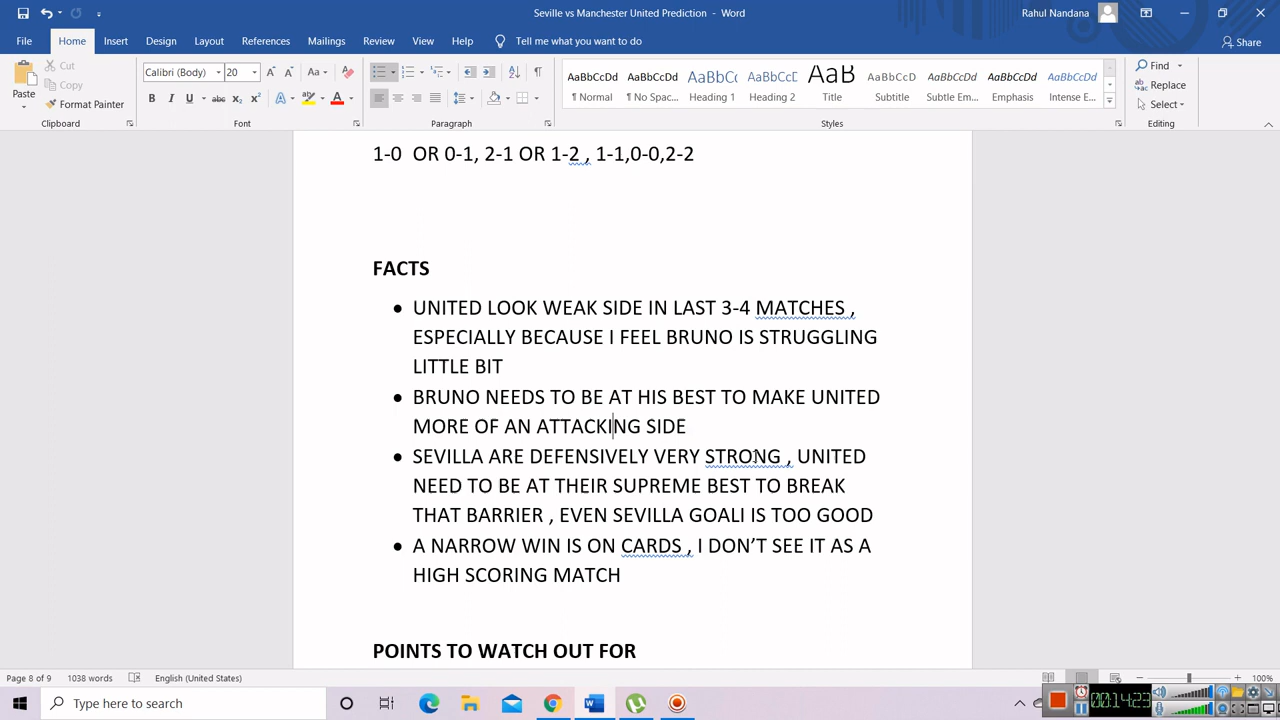 Seville vs Manchester United Prediction - Word
Rahul Nandana
File Home Insert Design Layout References Mailings Review View Help Tell me what you want to do Share
Paste
Cut
Copy
Format Painter
Clipboard
Calibri (Body) 20
Font
Paragraph
AaBbCcDd AaBbCcDd AaBbCcD AaBbCcD AaB AaBbCcDd AaBbCcDd AaBbCcDd AaBbCcDd
¶ Normal ¶ No Spac... Heading 1 Heading 2 Title Subtitle Subtle Em... Emphasis Intense E...
Styles
Find
Replace
Select
Editing
1-0 OR 0-1, 2-1 OR 1-2 , 1-1,0-0,2-2
FACTS
• UNITED LOOK WEAK SIDE IN LAST 3-4 MATCHES ,
ESPECIALLY BECAUSE I FEEL BRUNO IS STRUGGLING
LITTLE BIT
• BRUNO NEEDS TO BE AT HIS BEST TO MAKE UNITED
MORE OF AN ATTACKING SIDE
• SEVILLA ARE DEFENSIVELY VERY STRONG , UNITED
NEED TO BE AT THEIR SUPREME BEST TO BREAK
THAT BARRIER , EVEN SEVILLA GOALI IS TOO GOOD
• A NARROW WIN IS ON CARDS , I DON’T SEE IT AS A
HIGH SCORING MATCH
POINTS TO WATCH OUT FOR
Page 8 of 9 1038 words English (United States) 100%
Type here to search
00:14:23